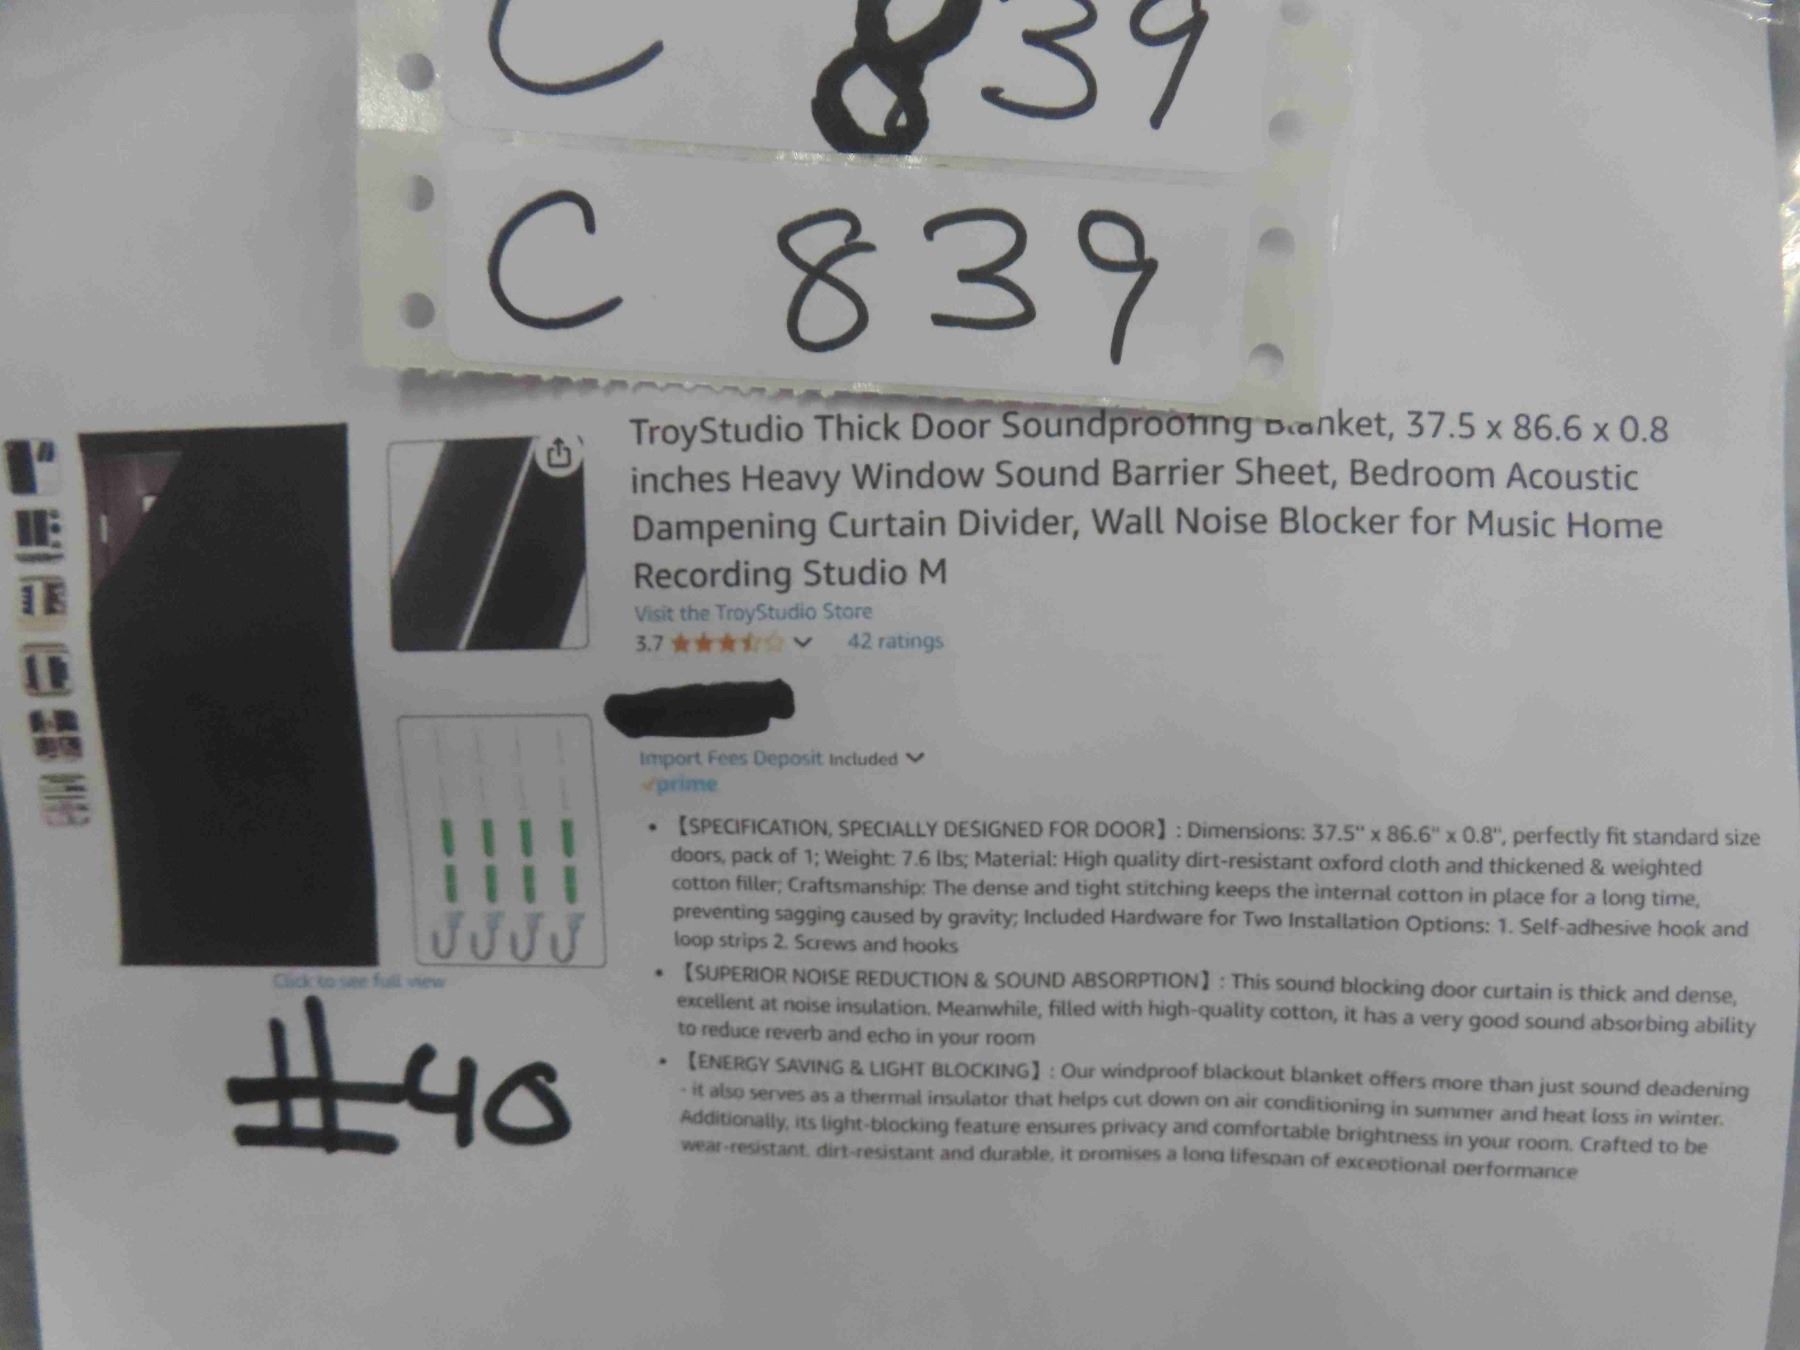 C 839
C 839
TroyStudio Thick Door Soundproofing Blanket, 37.5 x 86.6 x 0.8
inches Heavy Window Sound Barrier Sheet, Bedroom Acoustic
Dampening Curtain Divider, Wall Noise Blocker for Music Home
Recording Studio M
Visit the TroyStudio Store
3.7 42 ratings
Import Fees Deposit Included
prime
• 【SPECIFICATION, SPECIALLY DESIGNED FOR DOOR】: Dimensions: 37.5" x 86.6" x 0.8", perfectly fit standard size
doors, pack of 1; Weight: 7.6 lbs; Material: High quality dirt-resistant oxford cloth and thickened & weighted
cotton filler; Craftsmanship: The dense and tight stitching keeps the internal cotton in place for a long time,
preventing sagging caused by gravity; Included Hardware for Two Installation Options: 1. Self-adhesive hook and
loop strips 2. Screws and hooks
• 【SUPERIOR NOISE REDUCTION & SOUND ABSORPTION】: This sound blocking door curtain is thick and dense,
excellent at noise insulation. Meanwhile, filled with high-quality cotton, it has a very good sound absorbing ability
to reduce reverb and echo in your room
• 【ENERGY SAVING & LIGHT BLOCKING】: Our windproof blackout blanket offers more than just sound deadening
- it also serves as a thermal insulator that helps cut down on air conditioning in summer and heat loss in winter.
Additionally, its light-blocking feature ensures privacy and comfortable brightness in your room. Crafted to be
wear-resistant, dirt-resistant and durable, it promises a long lifespan of exceptional performance
Click to see full view
#40